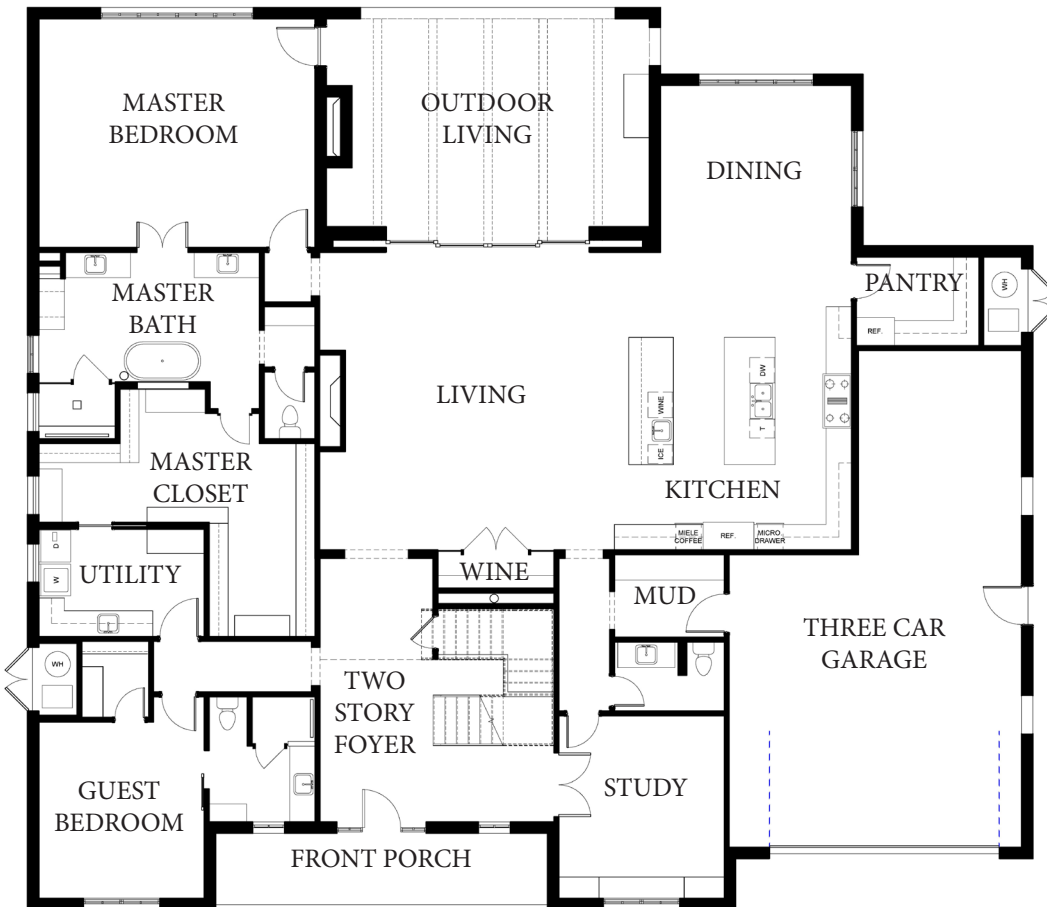 MASTER
BEDROOM
OUTDOOR
LIVING
DINING
MASTER
BATH
PANTRY
WH
REF.
LIVING
WINE
ICE
DW
T
KITCHEN
MASTER
CLOSET
MIELE
COFFEE
REF.
MICRO
DRAWER
D
W
UTILITY
WINE
MUD
THREE CAR
GARAGE
WH
TWO
STORY
FOYER
GUEST
BEDROOM
STUDY
FRONT PORCH